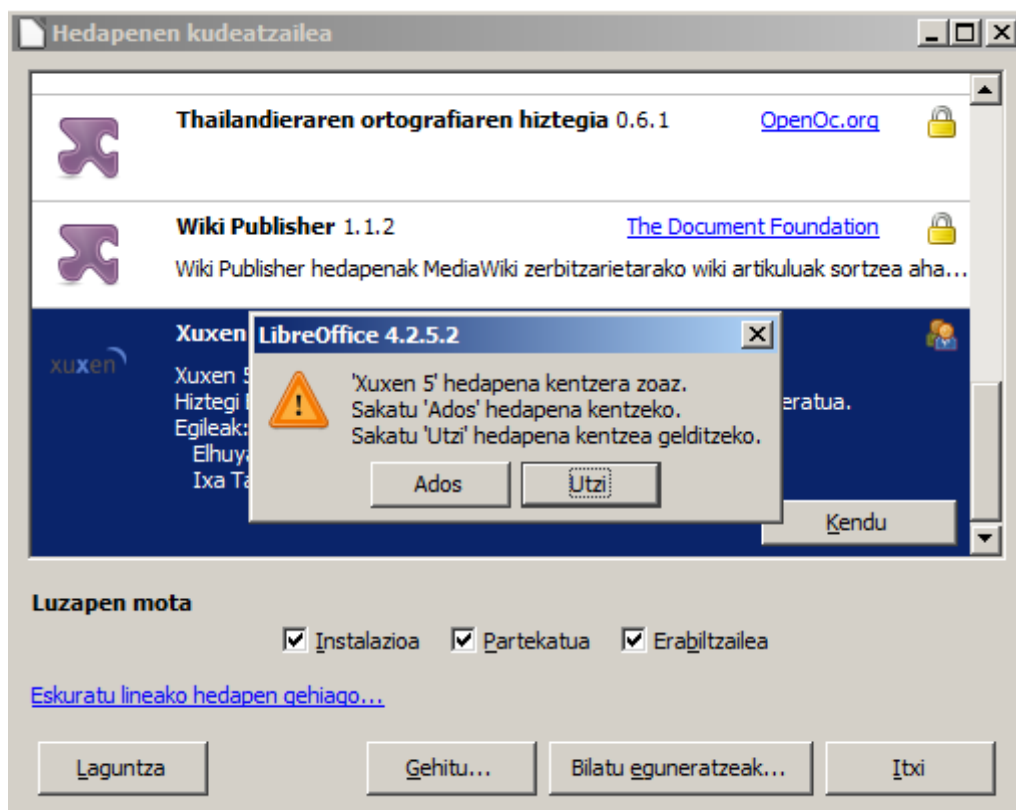 Hedapenen kudeatzailea
Thailandieraren ortografiaren hiztegia 0.6.1 OpenOc.org
Wiki Publisher 1.1.2 The Document Foundation
Wiki Publisher hedapenak MediaWiki zerbitzarietarako wiki artikuluak sortzea aha...
xuxen
Xuxen
Xuxen 5
Hiztegi
eratua.
Egileak:
Ixa
LibreOffice 4.2.5.2
'Xuxen 5' hedapena kentzera zoaz.
Sakatu 'Ados' hedapena kentzeko.
Sakatu 'Utzi' hedapena kentzea gelditzeko.
Ados Utzi
Kendu
Luzapen mota
Instalazioa Partekatua Erabiltzailea
Eskuratu lineako hedapen gehiago...
Laguntza Gehitu... Bilatu eguneratzeak... Itxi